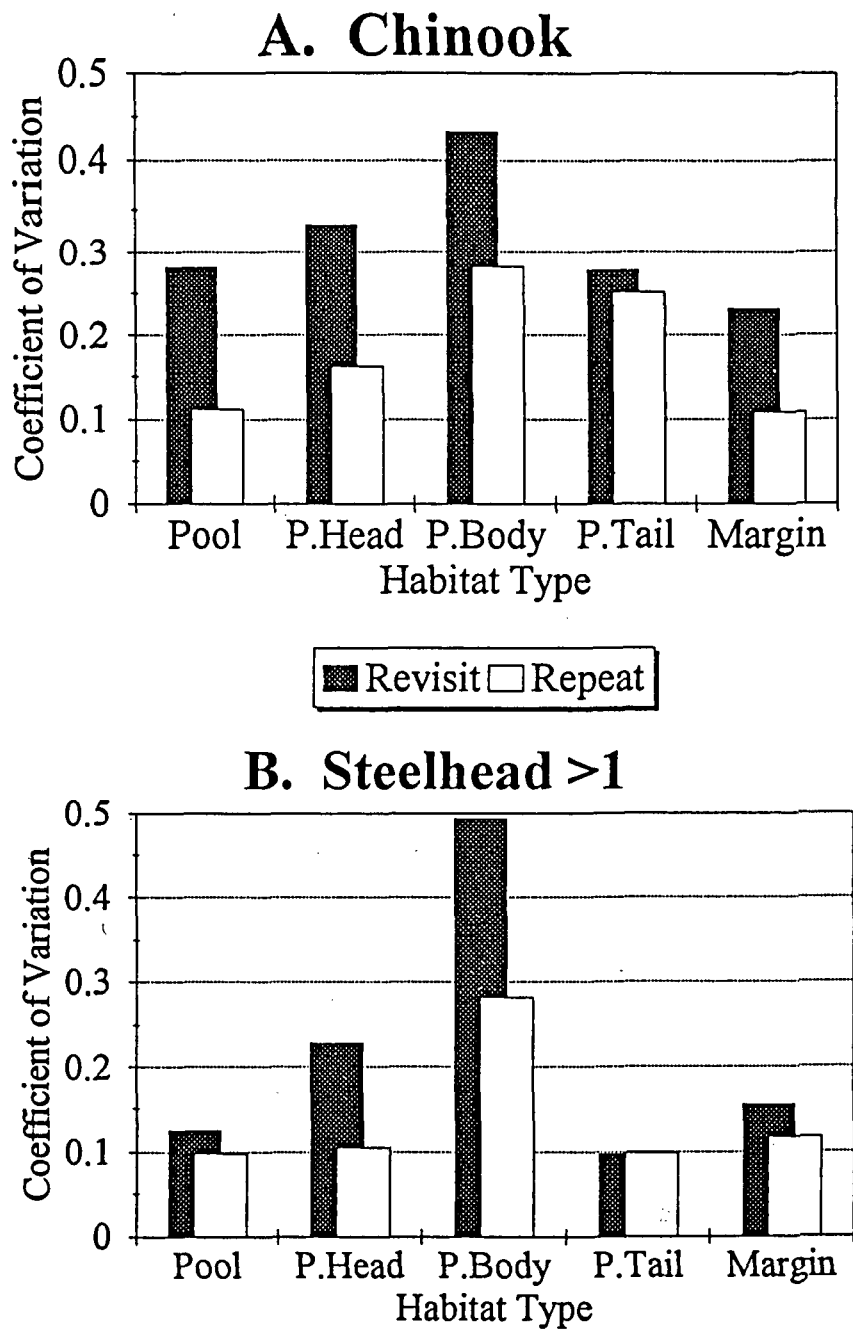 A. Chinook
Coefficient of Variation
0.5
0.4
0.3
0.2
0.1
0
Pool P.Head P.Body P.Tail Margin
Habitat Type
Revisit Repeat
B. Steelhead >1
Coefficient of Variation
0.5
0.4
0.3
0.2
0.1
0
Pool P.Head P.Body P.Tail Margin
Habitat Type